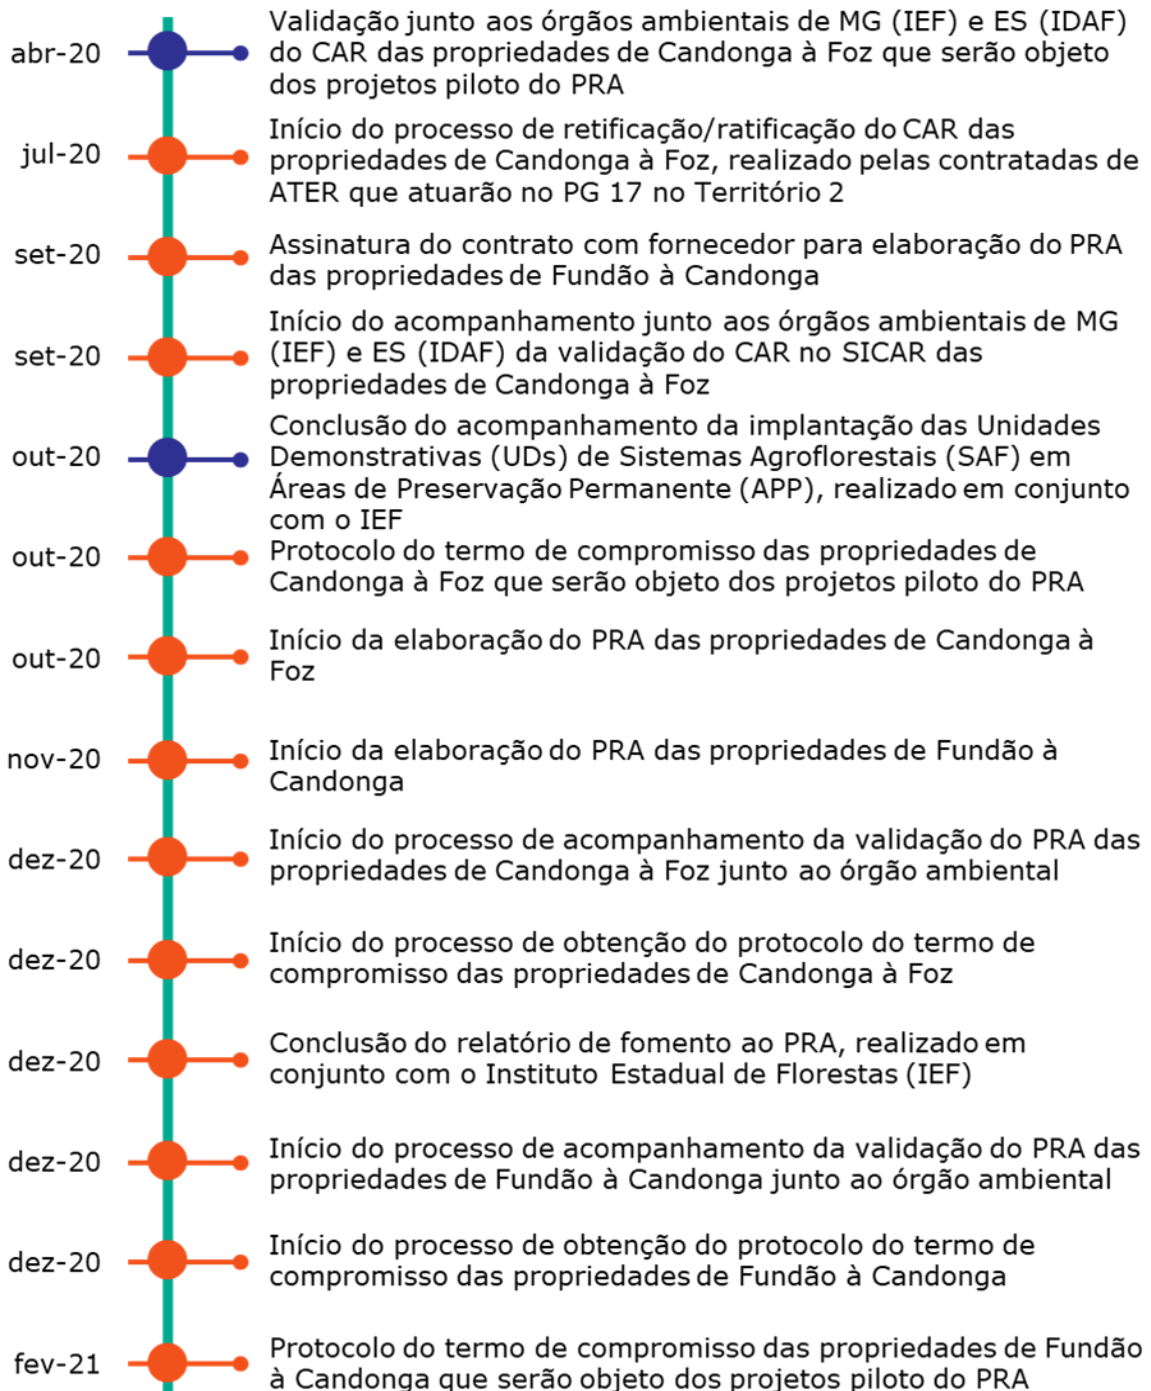 Validação junto aos órgãos ambientais de MG (IEF) e ES (IDAF)
abr-20 do CAR das propriedades de Candonga à Foz que serão objeto
dos projetos piloto do PRA
Início do processo de retificação/ratificação do CAR das
jul-20 propriedades de Candonga à Foz, realizado pelas contratadas de
ATER que atuarão no PG 17 no Território 2
set-20 Assinatura do contrato com fornecedor para elaboração do PRA
das propriedades de Fundão à Candonga
Início do acompanhamento junto aos órgãos ambientais de MG
set-20 (IEF) e ES (IDAF) da validação do CAR no SICAR das
propriedades de Candonga à Foz
Conclusão do acompanhamento da implantação das Unidades
out-20 Demonstrativas (UDs) de Sistemas Agroflorestais (SAF) em
Áreas de Preservação Permanente (APP), realizado em conjunto
com o IEF
out-20 Protocolo do termo de compromisso das propriedades de
Candonga à Foz que serão objeto dos projetos piloto do PRA
out-20 Início da elaboração do PRA das propriedades de Candonga à
Foz
nov-20 Início da elaboração do PRA das propriedades de Fundão à
Candonga
dez-20 Início do processo de acompanhamento da validação do PRA das
propriedades de Candonga à Foz junto ao órgão ambiental
dez-20 Início do processo de obtenção do protocolo do termo de
compromisso das propriedades de Candonga à Foz
dez-20 Conclusão do relatório de fomento ao PRA, realizado em
conjunto com o Instituto Estadual de Florestas (IEF)
dez-20 Início do processo de acompanhamento da validação do PRA das
propriedades de Fundão à Candonga junto ao órgão ambiental
dez-20 Início do processo de obtenção do protocolo do termo de
compromisso das propriedades de Fundão à Candonga
fev-21 Protocolo do termo de compromisso das propriedades de Fundão
à Candonga que serão objeto dos projetos piloto do PRA